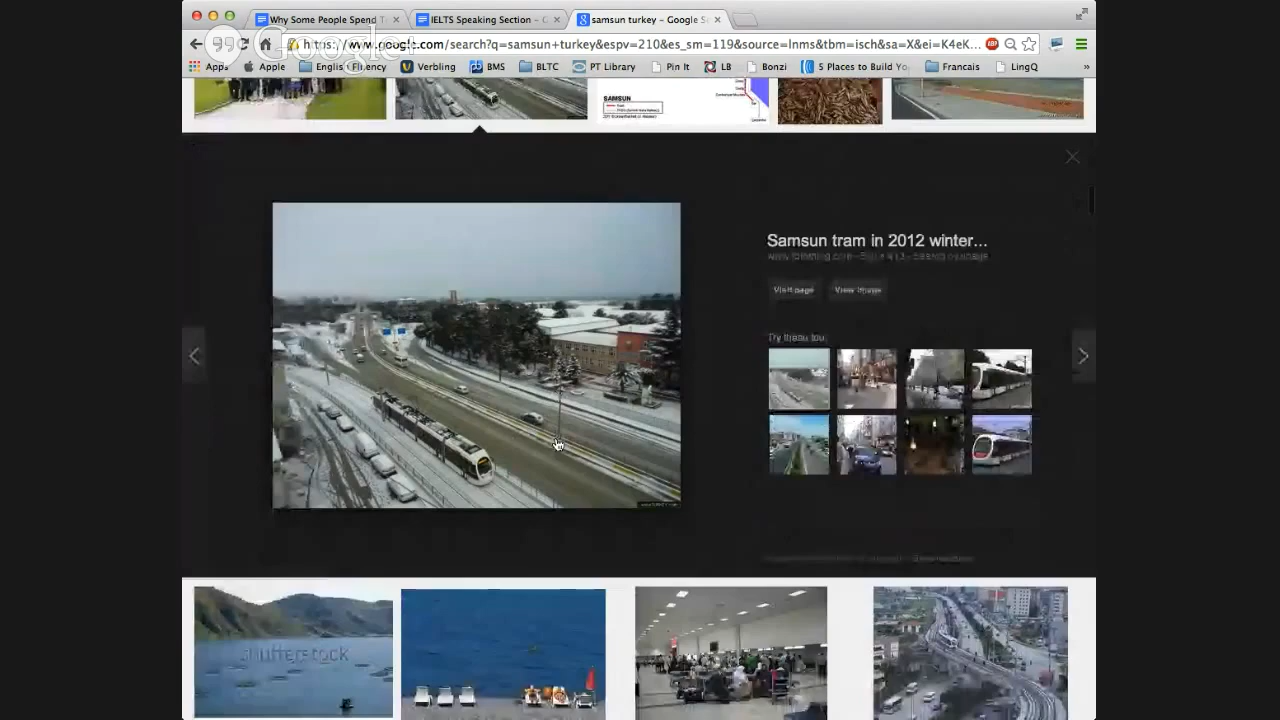 Why Some People Spend T
IELTS Speaking Section - G
samsun turkey - Google Se
Google+
https://www.google.com/search?q=samsun+turkey&espv=210&es_sm=119&source=lnms&tbm=isch&sa=X&ei=K4eK...
ABP
Apps
Apple
English Fluency
Verbling
BMS
BLTC
PT Library
Pin It
LB
Bonzi
5 Places to Build Yo
Francais
LingQ
»
SAMSUN
Samsun tram in 2012 winter...
Visit page
View image
Try these too
shutterstock